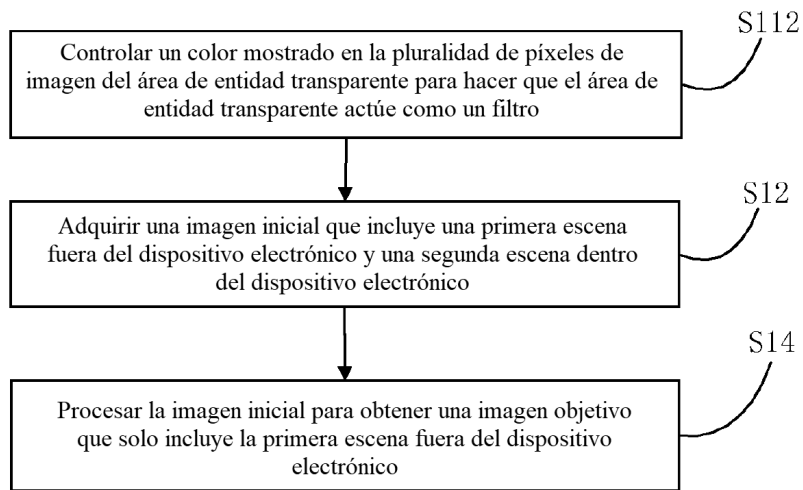 S112
Controlar un color mostrado en la pluralidad de píxeles de
imagen del área de entidad transparente para hacer que el área de
entidad transparente actúe como un filtro
S12
Adquirir una imagen inicial que incluye una primera escena
fuera del dispositivo electrónico y una segunda escena dentro
del dispositivo electrónico
S14
Procesar la imagen inicial para obtener una imagen objetivo
que solo incluye la primera escena fuera del dispositivo
electrónico